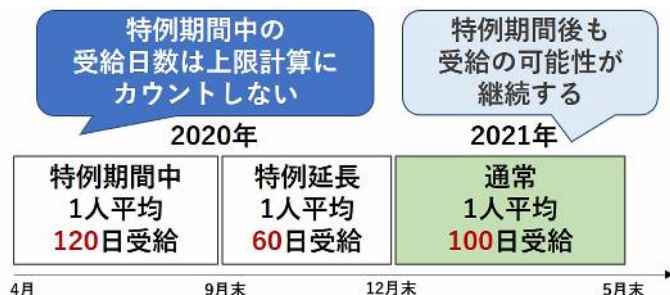 特例期間中の
受給日数は上限計算に
カウントしない
特例期間後も
受給の可能性が
継続する
2020年
2021年
特例期間中
1人平均
120日受給
特例延長
1人平均
60日受給
通常
1人平均
100日受給
4月
9月末
12月末
5月末